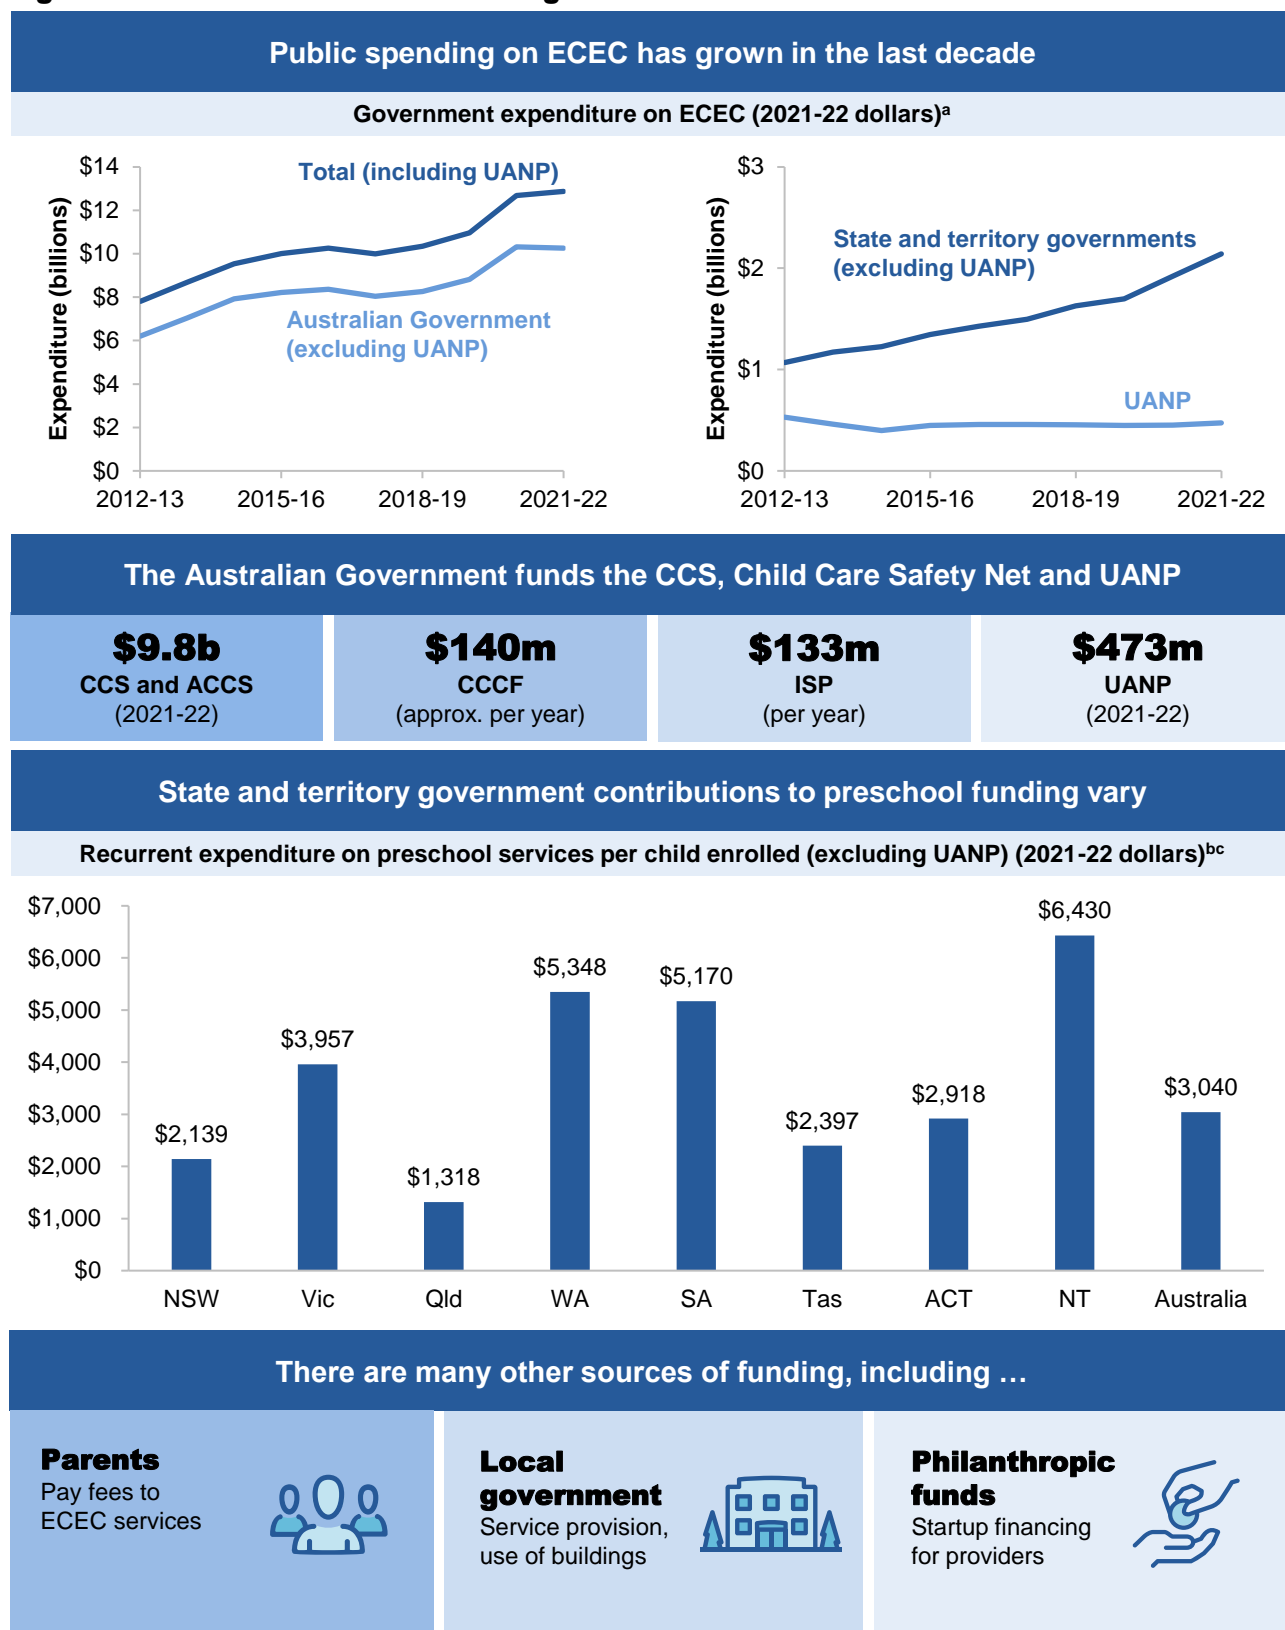 Public spending on ECEC has grown in the last decade
Government expenditure on ECEC (2021-22 dollars)ᵃ
Expenditure (billions)
$14
$12
$10
$8
$6
$4
$2
$0
Total (including UANP)
Australian Government
(excluding UANP)
2012-13
2015-16
2018-19
2021-22
Expenditure (billions)
$3
$2
$1
$0
State and territory governments
(excluding UANP)
UANP
2012-13
2015-16
2018-19
2021-22
The Australian Government funds the CCS, Child Care Safety Net and UANP
$9.8b
CCS and ACCS
(2021-22)
$140m
CCCF
(approx. per year)
$133m
ISP
(per year)
$473m
UANP
(2021-22)
State and territory government contributions to preschool funding vary
Recurrent expenditure on preschool services per child enrolled (excluding UANP) (2021-22 dollars)ᵇᶜ
$7,000
$6,000
$5,000
$4,000
$3,000
$2,000
$1,000
$0
$2,139
$3,957
$1,318
$5,348
$5,170
$2,397
$2,918
$6,430
$3,040
NSW
Vic
Qld
WA
SA
Tas
ACT
NT
Australia
There are many other sources of funding, including …
Parents
Pay fees to
ECEC services
Local
government
Service provision,
use of buildings
Philanthropic
funds
Startup financing
for providers